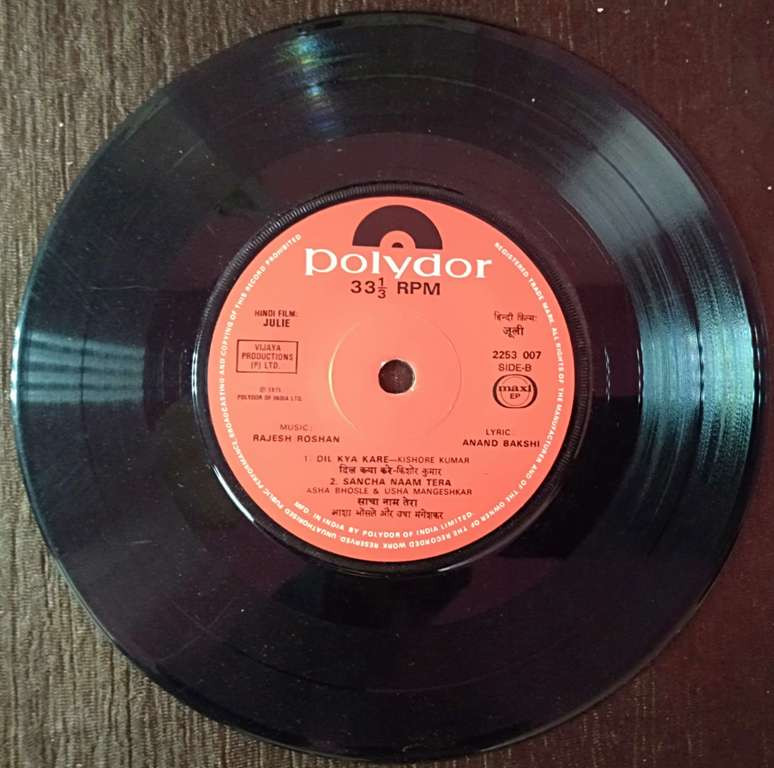 polydor
33⅓ RPM
HINDI FILM:
JULIE
VIJAYA
PRODUCTIONS
(P) LTD.
℗ 1975
POLYDOR OF INDIA LTD.
हिन्दी फ़िल्म:
जूली
2253 007
SIDE-B
maxi
EP
MUSIC:
RAJESH ROSHAN
LYRIC:
ANAND BAKSHI
1. DIL KYA KARE—KISHORE KUMAR
दिल क्या करे-किशोर कुमार
2. SANCHA NAAM TERA
ASHA BHOSLE & USHA MANGESHKAR
साचा नाम तेरा
आशा भोंसले और उषा मंगेशकर
REGISTERED TRADE MARK. ALL RIGHTS OF THE MANUFACTURER AND OF THE OWNER OF THE RECORDED WORK RESERVED. UNAUTHORISED PUBLIC PERFORMANCE, BROADCASTING AND COPYING OF THIS RECORD PROHIBITED
IN INDIA BY POLYDOR OF INDIA LIMITED.